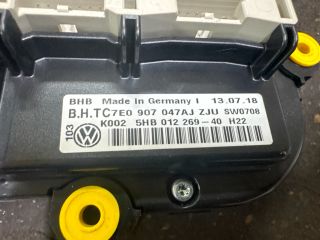 BHB Made in Germany I 13.07.18
B.H.TC7E0 907 047AJ ZJU SW0708
K002 5HB 012 269-40 H22
103